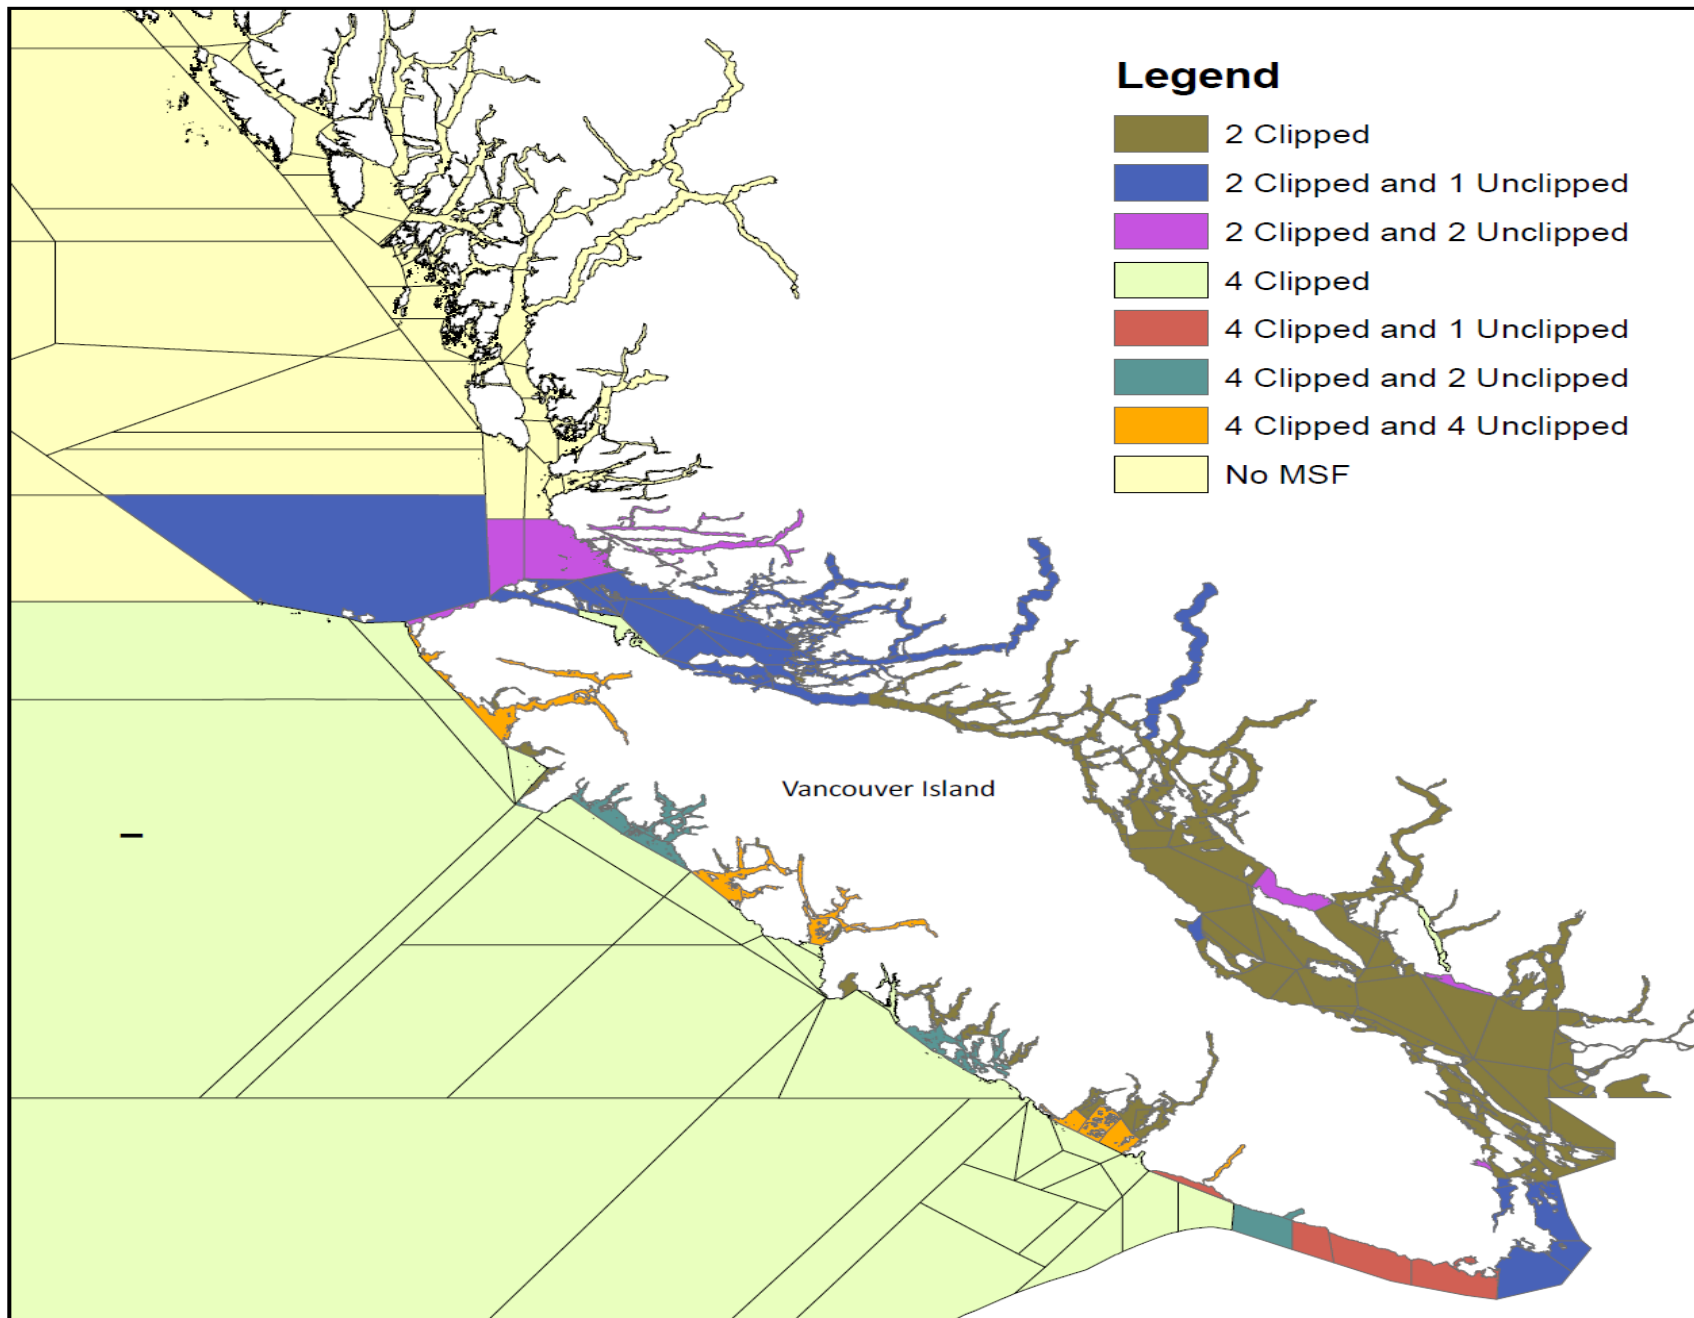 Legend
2 Clipped
2 Clipped and 1 Unclipped
2 Clipped and 2 Unclipped
4 Clipped
4 Clipped and 1 Unclipped
4 Clipped and 2 Unclipped
4 Clipped and 4 Unclipped
No MSF
Vancouver Island